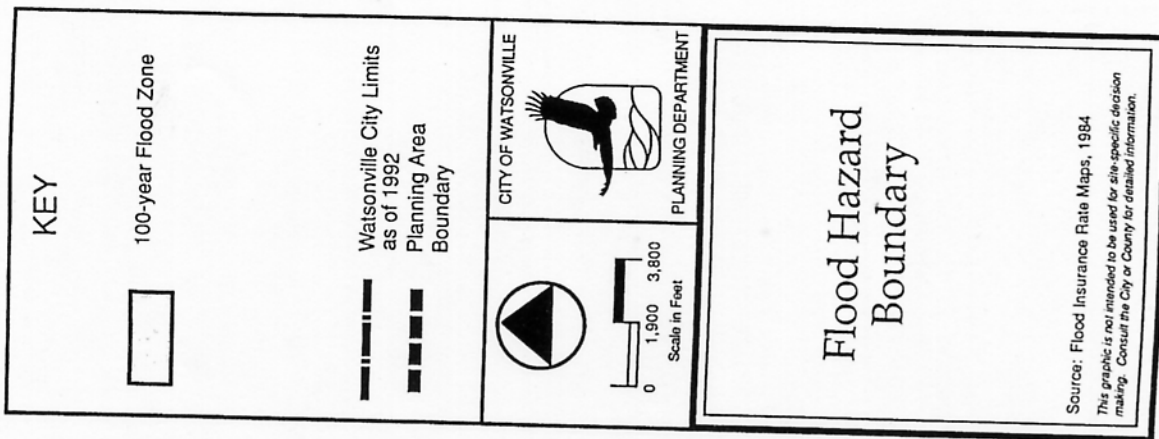 KEY
100-year Flood Zone
Watsonville City Limits
as of 1992
Planning Area
Boundary
0 1,900 3,800
Scale in Feet
CITY OF WATSONVILLE
PLANNING DEPARTMENT
Flood Hazard
Boundary
Source: Flood Insurance Rate Maps, 1984
This graphic is not intended to be used for site-specific decision
making. Consult the City or County for detailed information.